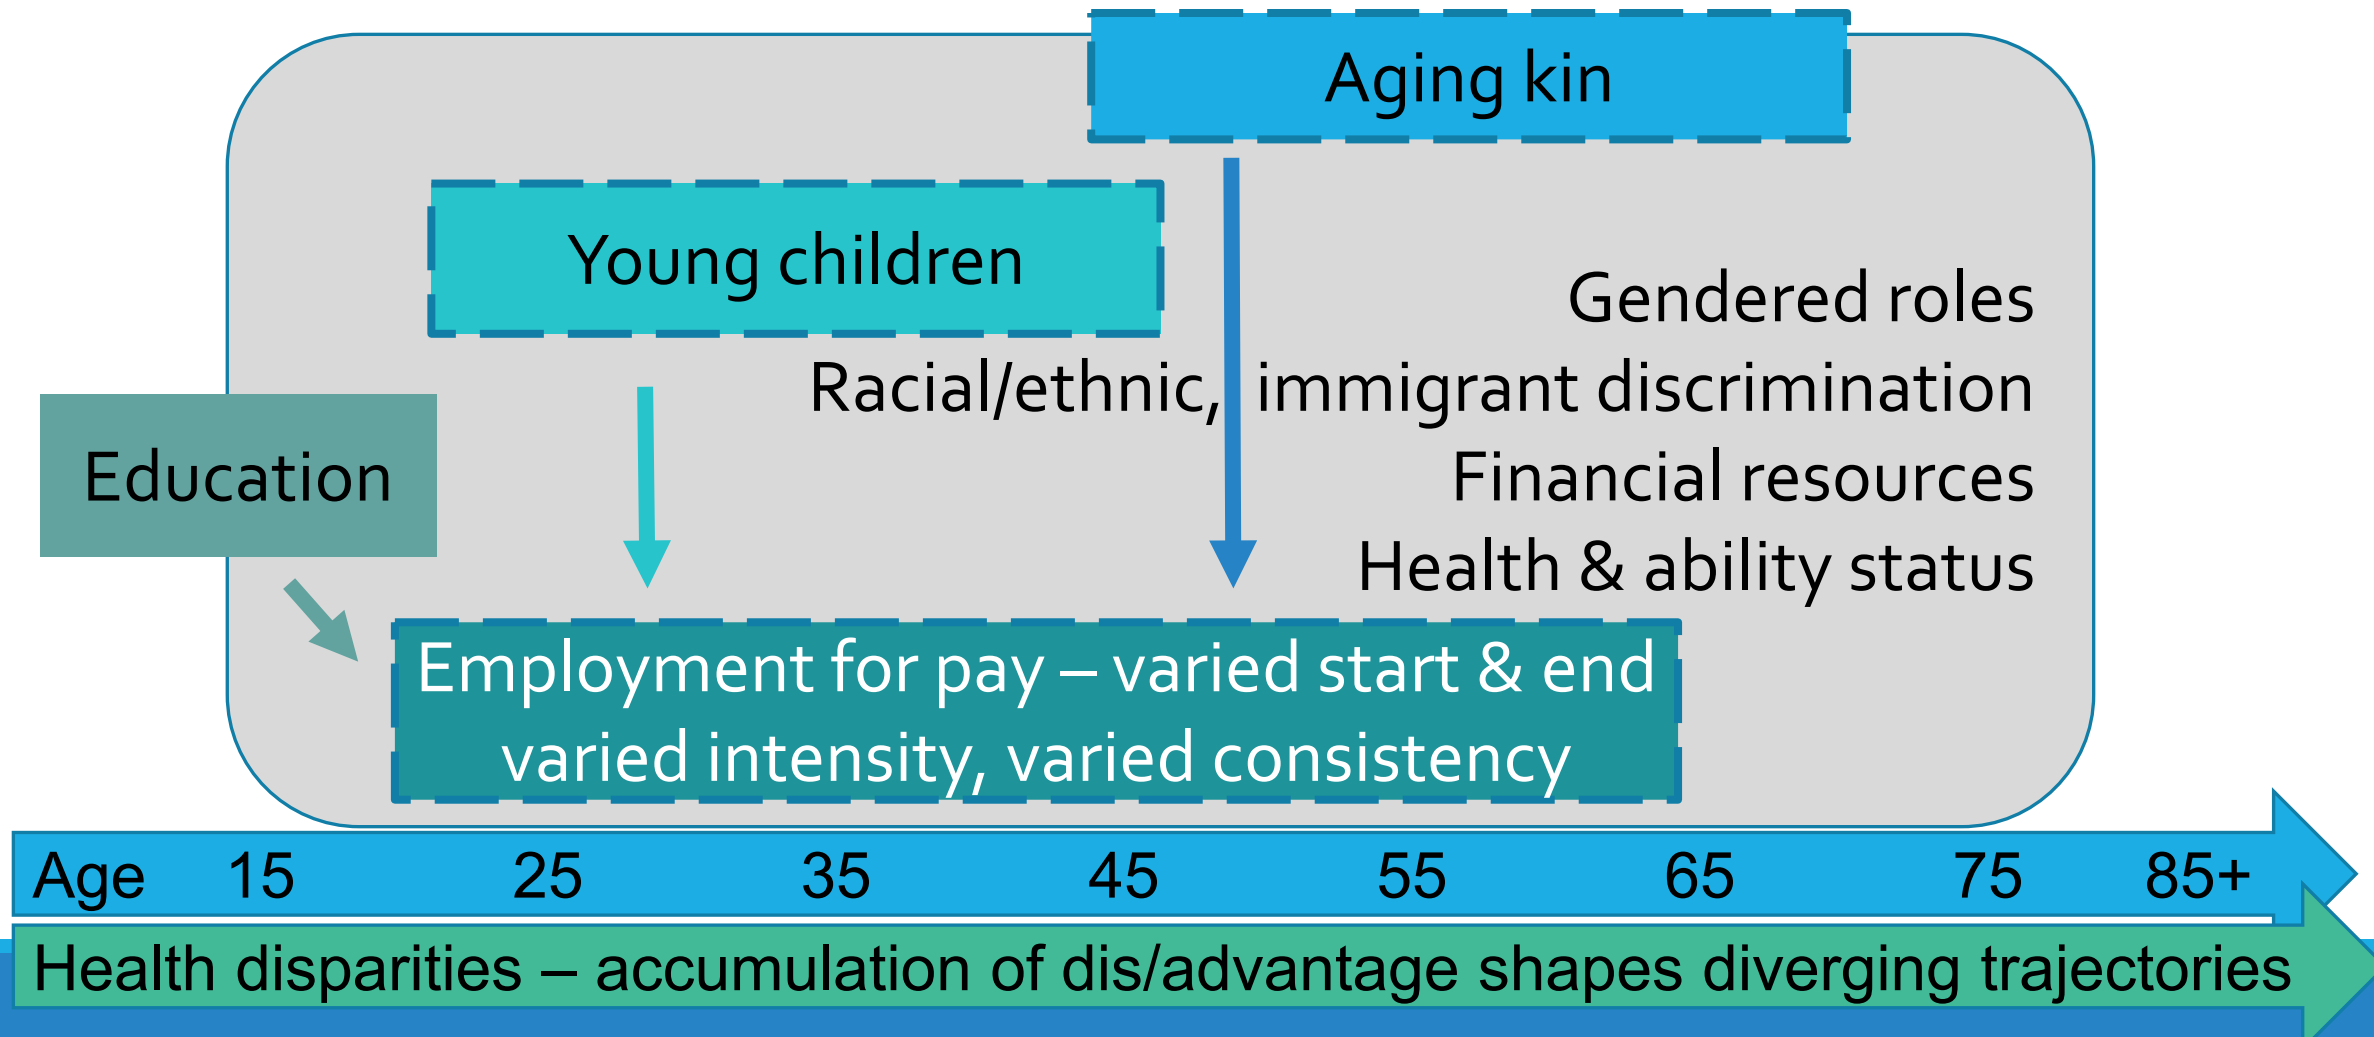 Aging kin
Young children
Gendered roles
Racial/ethnic, immigrant discrimination
Education
Financial resources
Health & ability status
Employment for pay – varied start & end
varied intensity, varied consistency
Age 15 25 35 45 55 65 75 85+
Health disparities – accumulation of dis/advantage shapes diverging trajectories